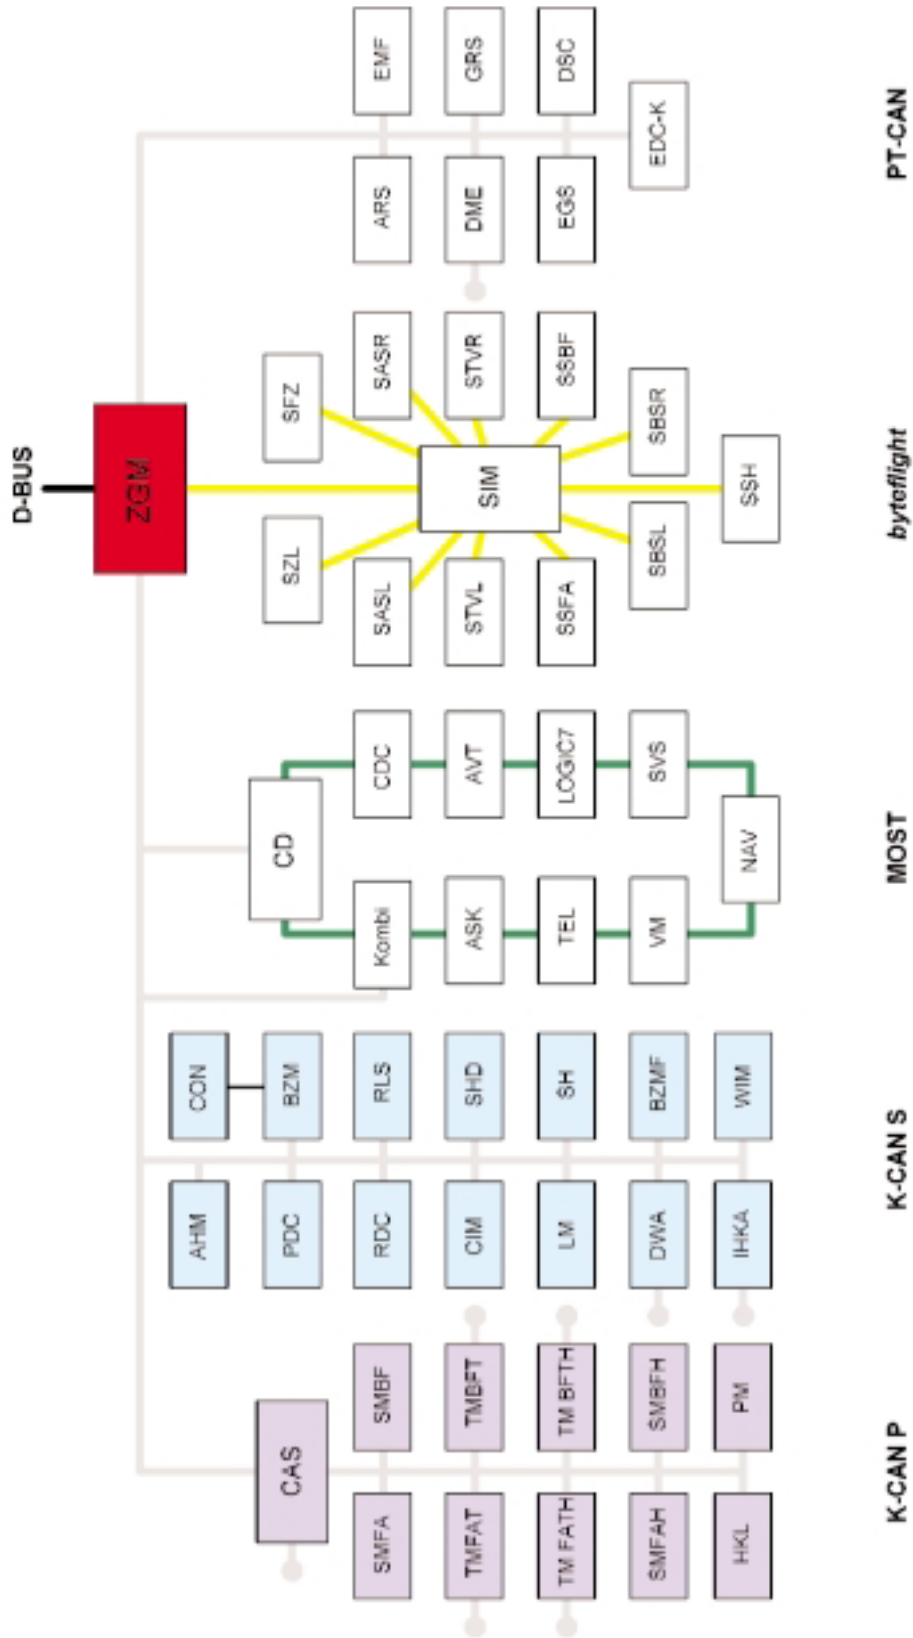 D-BUS
ZGM
CAS
SMFA
SMBF
TMFAT
TMBFT
TM FATH
TM BFTH
SMFAH
SMBFH
HKL
PM
K-CAN P
AHM
CON
PDC
BZM
RDC
RLS
CIM
SHD
LM
SH
DWA
BZMF
IHKA
WIM
K-CAN S
CD
Kombi
CDC
ASK
AVT
TEL
LOGIC7
VM
SVS
NAV
MOST
SZL
SFZ
SASL
SASR
SIM
STVL
STVR
SSFA
SSBF
SBSL
SBSR
SSH
byteflight
ARS
EMF
DME
GRS
EGS
DSC
EDC-K
PT-CAN